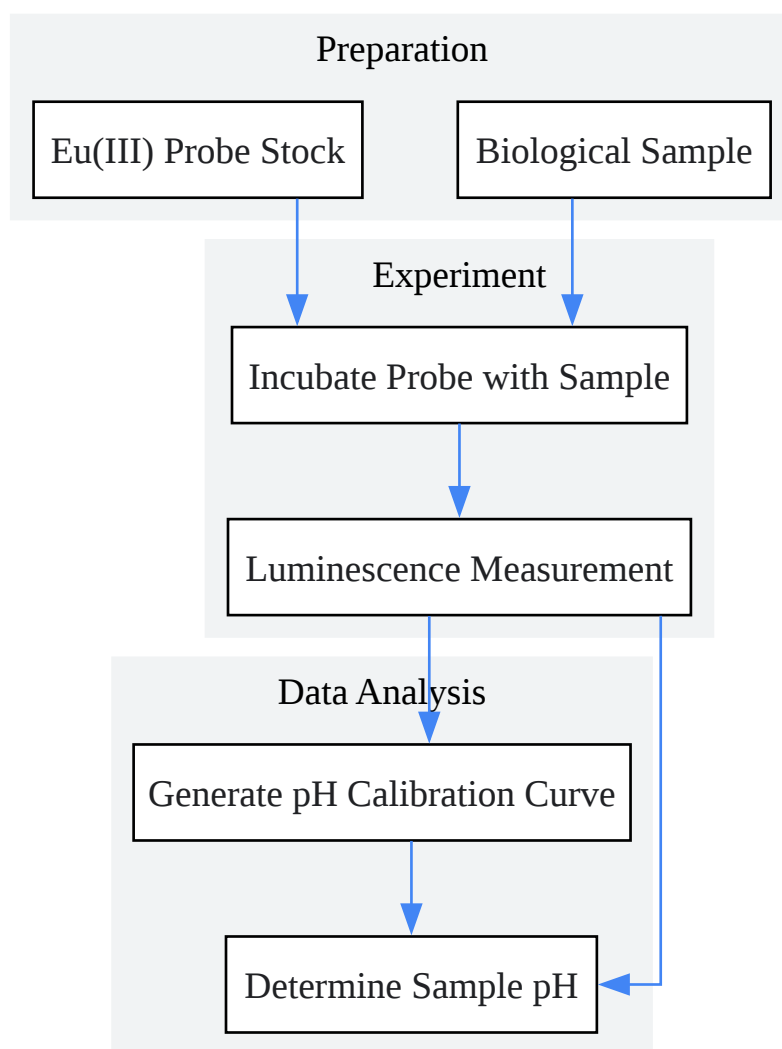 Preparation
Eu(III) Probe Stock
Biological Sample
Experiment
Incubate Probe with Sample
Luminescence Measurement
Data Analysis
Generate pH Calibration Curve
Determine Sample pH